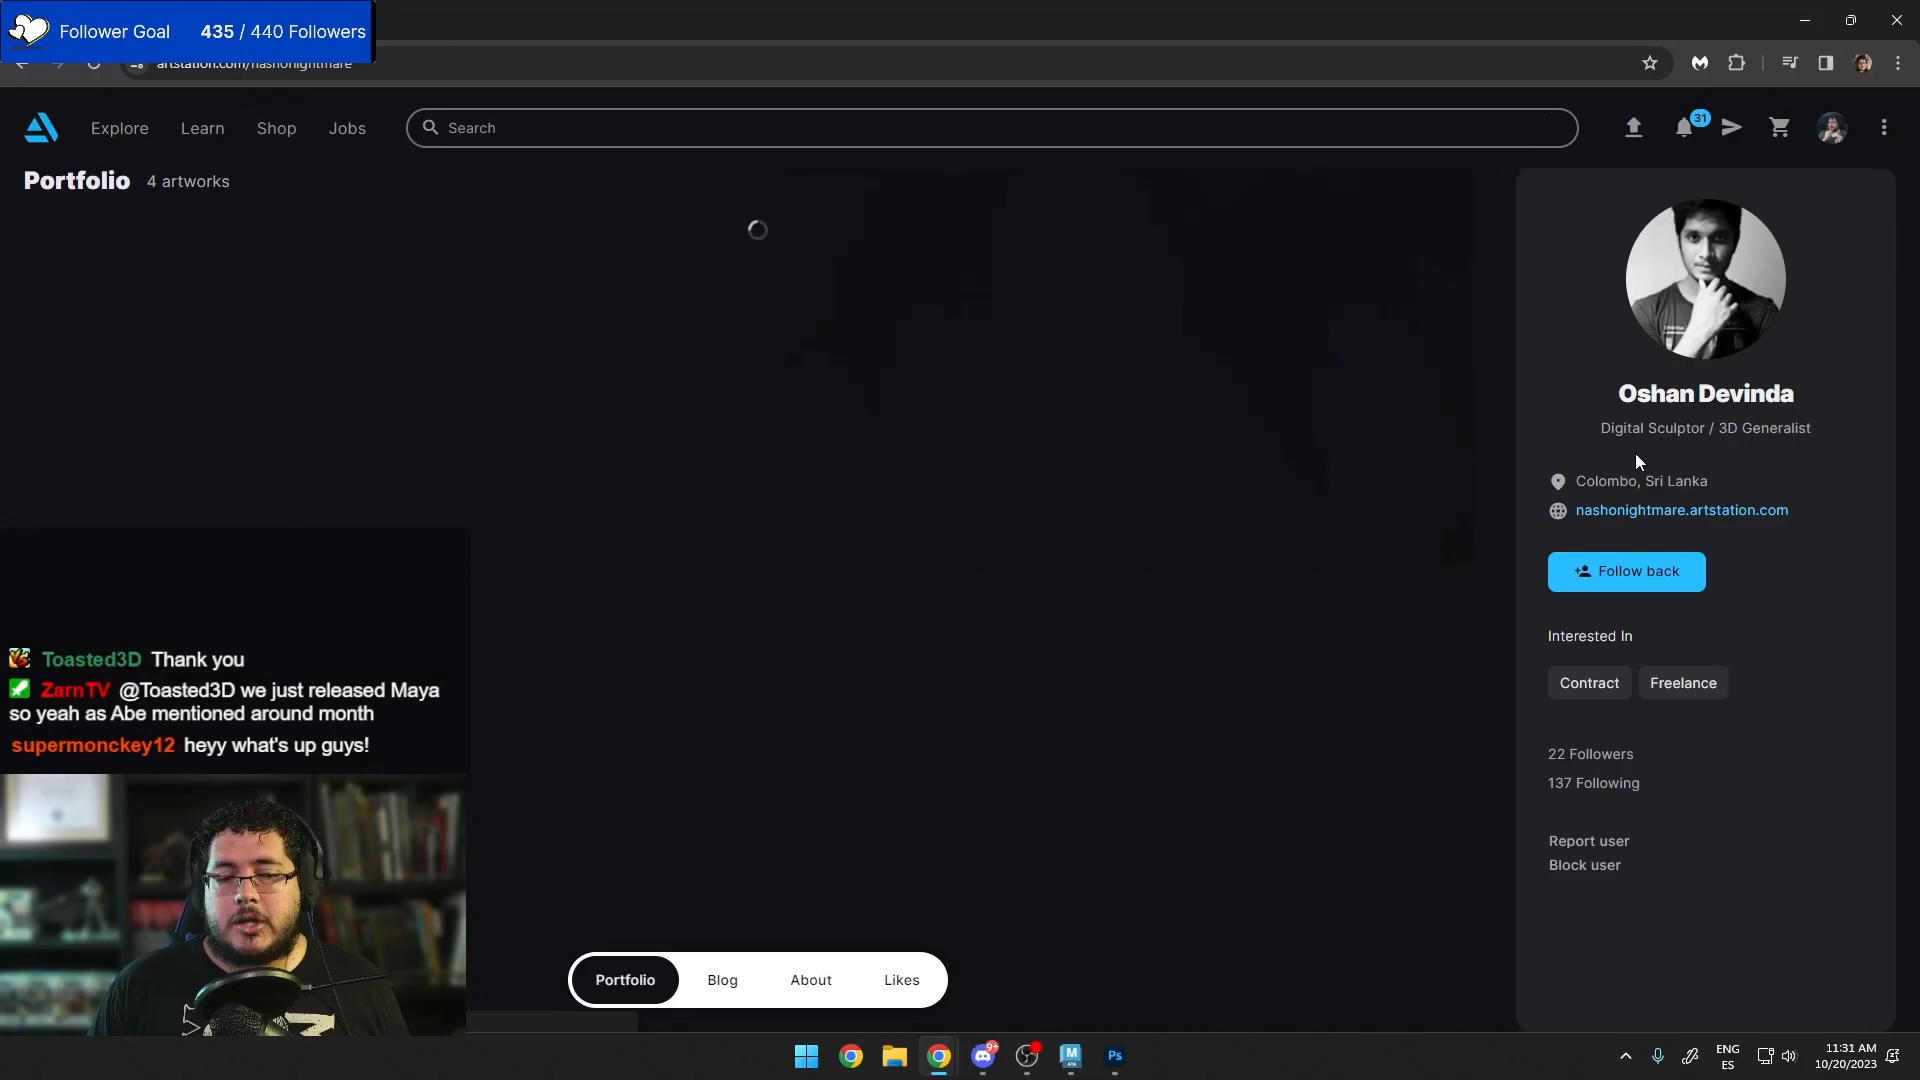 Follower Goal 435 / 440 Followers
artstation.com/nashonightmare
Explore Learn Shop Jobs Search 31
Portfolio 4 artworks
Oshan Devinda
Digital Sculptor / 3D Generalist
Colombo, Sri Lanka
nashonightmare.artstation.com
Follow back
Interested In
Contract Freelance
22 Followers
137 Following
Report user
Block user
Toasted3D Thank you
ZarnTV @Toasted3D we just released Maya
so yeah as Abe mentioned around month
supermonckey12 heyy what's up guys!
Portfolio Blog About Likes
9+ M Ps
ENG
ES
11:31 AM
10/20/2023